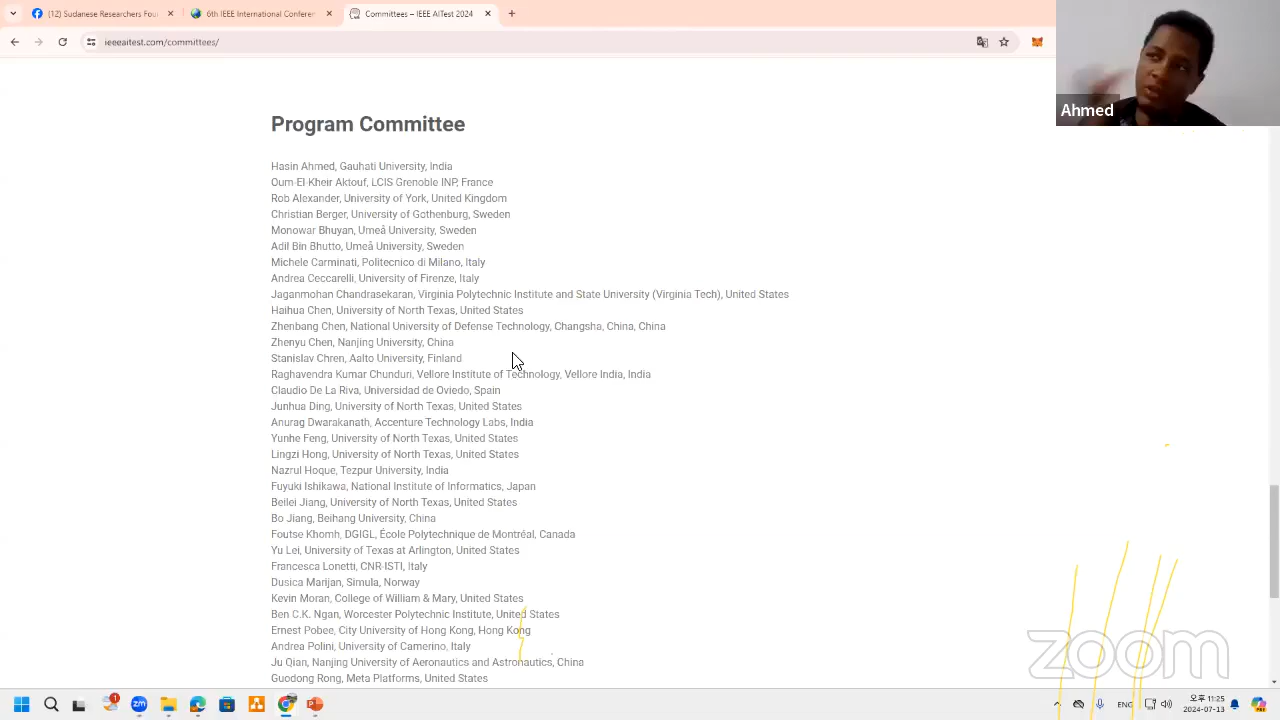 (12) Sudanese Researchers Four
6th IEEE International Confere
Committees – IEEE AITest 2024
ieeeaitest.com/committees/
Ahmed
Program Committee
Hasin Ahmed, Gauhati University, India
Oum-El-Kheir Aktouf, LCIS Grenoble INP, France
Rob Alexander, University of York, United Kingdom
Christian Berger, University of Gothenburg, Sweden
Monowar Bhuyan, Umeå University, Sweden
Adil Bin Bhutto, Umeå University, Sweden
Michele Carminati, Politecnico di Milano, Italy
Andrea Ceccarelli, University of Firenze, Italy
Jaganmohan Chandrasekaran, Virginia Polytechnic Institute and State University (Virginia Tech), United States
Haihua Chen, University of North Texas, United States
Zhenbang Chen, National University of Defense Technology, Changsha, China, China
Zhenyu Chen, Nanjing University, China
Stanislav Chren, Aalto University, Finland
Raghavendra Kumar Chunduri, Vellore Institute of Technology, Vellore India, India
Claudio De La Riva, Universidad de Oviedo, Spain
Junhua Ding, University of North Texas, United States
Anurag Dwarakanath, Accenture Technology Labs, India
Yunhe Feng, University of North Texas, United States
Lingzi Hong, University of North Texas, United States
Nazrul Hoque, Tezpur University, India
Fuyuki Ishikawa, National Institute of Informatics, Japan
Beilei Jiang, University of North Texas, United States
Bo Jiang, Beihang University, China
Foutse Khomh, DGIGL, École Polytechnique de Montréal, Canada
Yu Lei, University of Texas at Arlington, United States
Francesca Lonetti, CNR-ISTI, Italy
Dusica Marijan, Simula, Norway
Kevin Moran, College of William & Mary, United States
Ben C.K. Ngan, Worcester Polytechnic Institute, United States
Ernest Pobee, City University of Hong Kong, Hong Kong
Andrea Polini, University of Camerino, Italy
Ju Qian, Nanjing University of Aeronautics and Astronautics, China
Guodong Rong, Meta Platforms, United States
zoom
ENG
11:25
2024-07-13